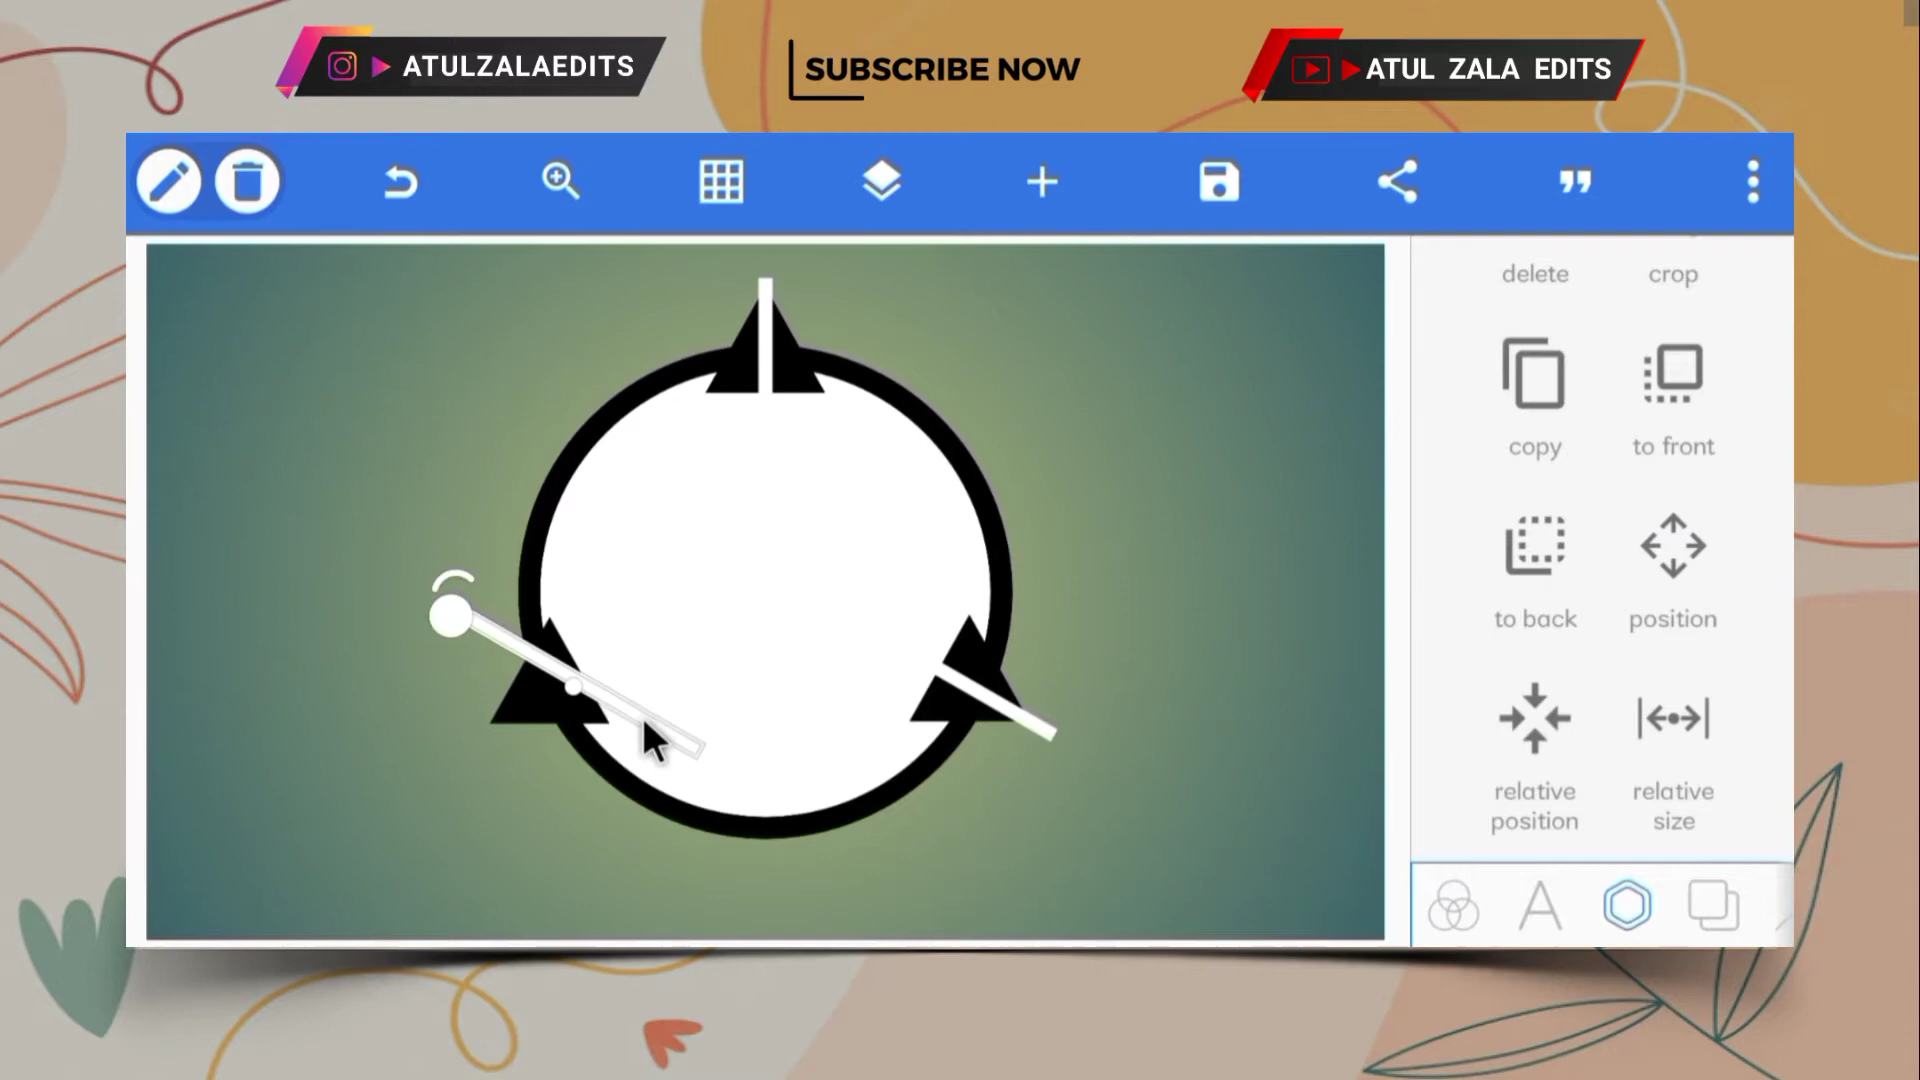 ATULZALAEDITS
SUBSCRIBE NOW
ATUL ZALA EDITS
delete
crop
copy
to front
to back
position
relative
position
relative
size